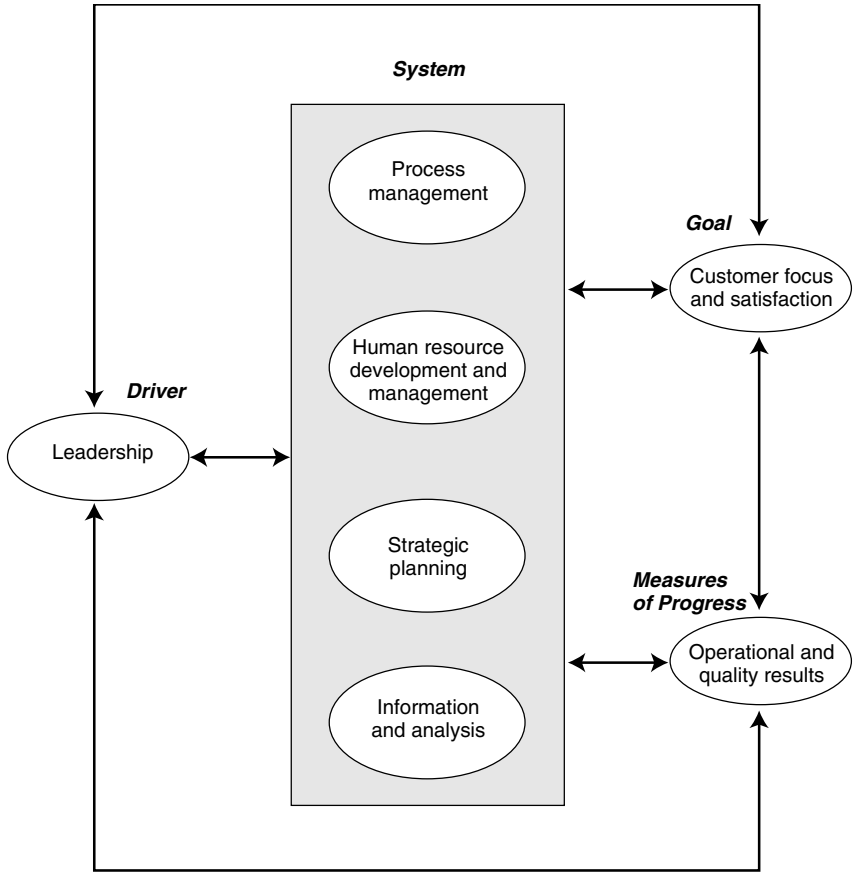 System
Process
management
Goal
Customer focus
and satisfaction
Human resource
development and
management
Driver
Leadership
Strategic
planning
Measures
of Progress
Operational and
quality results
Information
and analysis